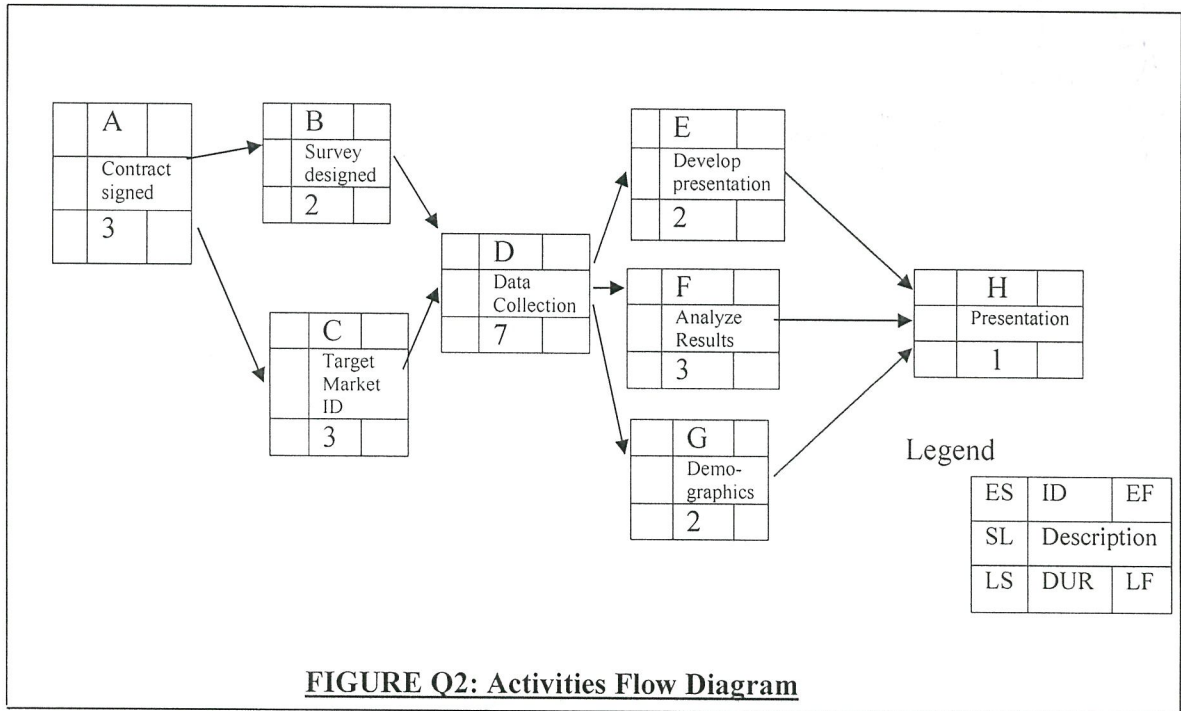 A
Contract
signed
3
B
Survey
designed
2
C
Target
Market
ID
3
D
Data
Collection
7
E
Develop
presentation
2
F
Analyze
Results
3
G
Demo-
graphics
2
H
Presentation
1
Legend
ES ID EF
SL Description
LS DUR LF
FIGURE Q2: Activities Flow Diagram